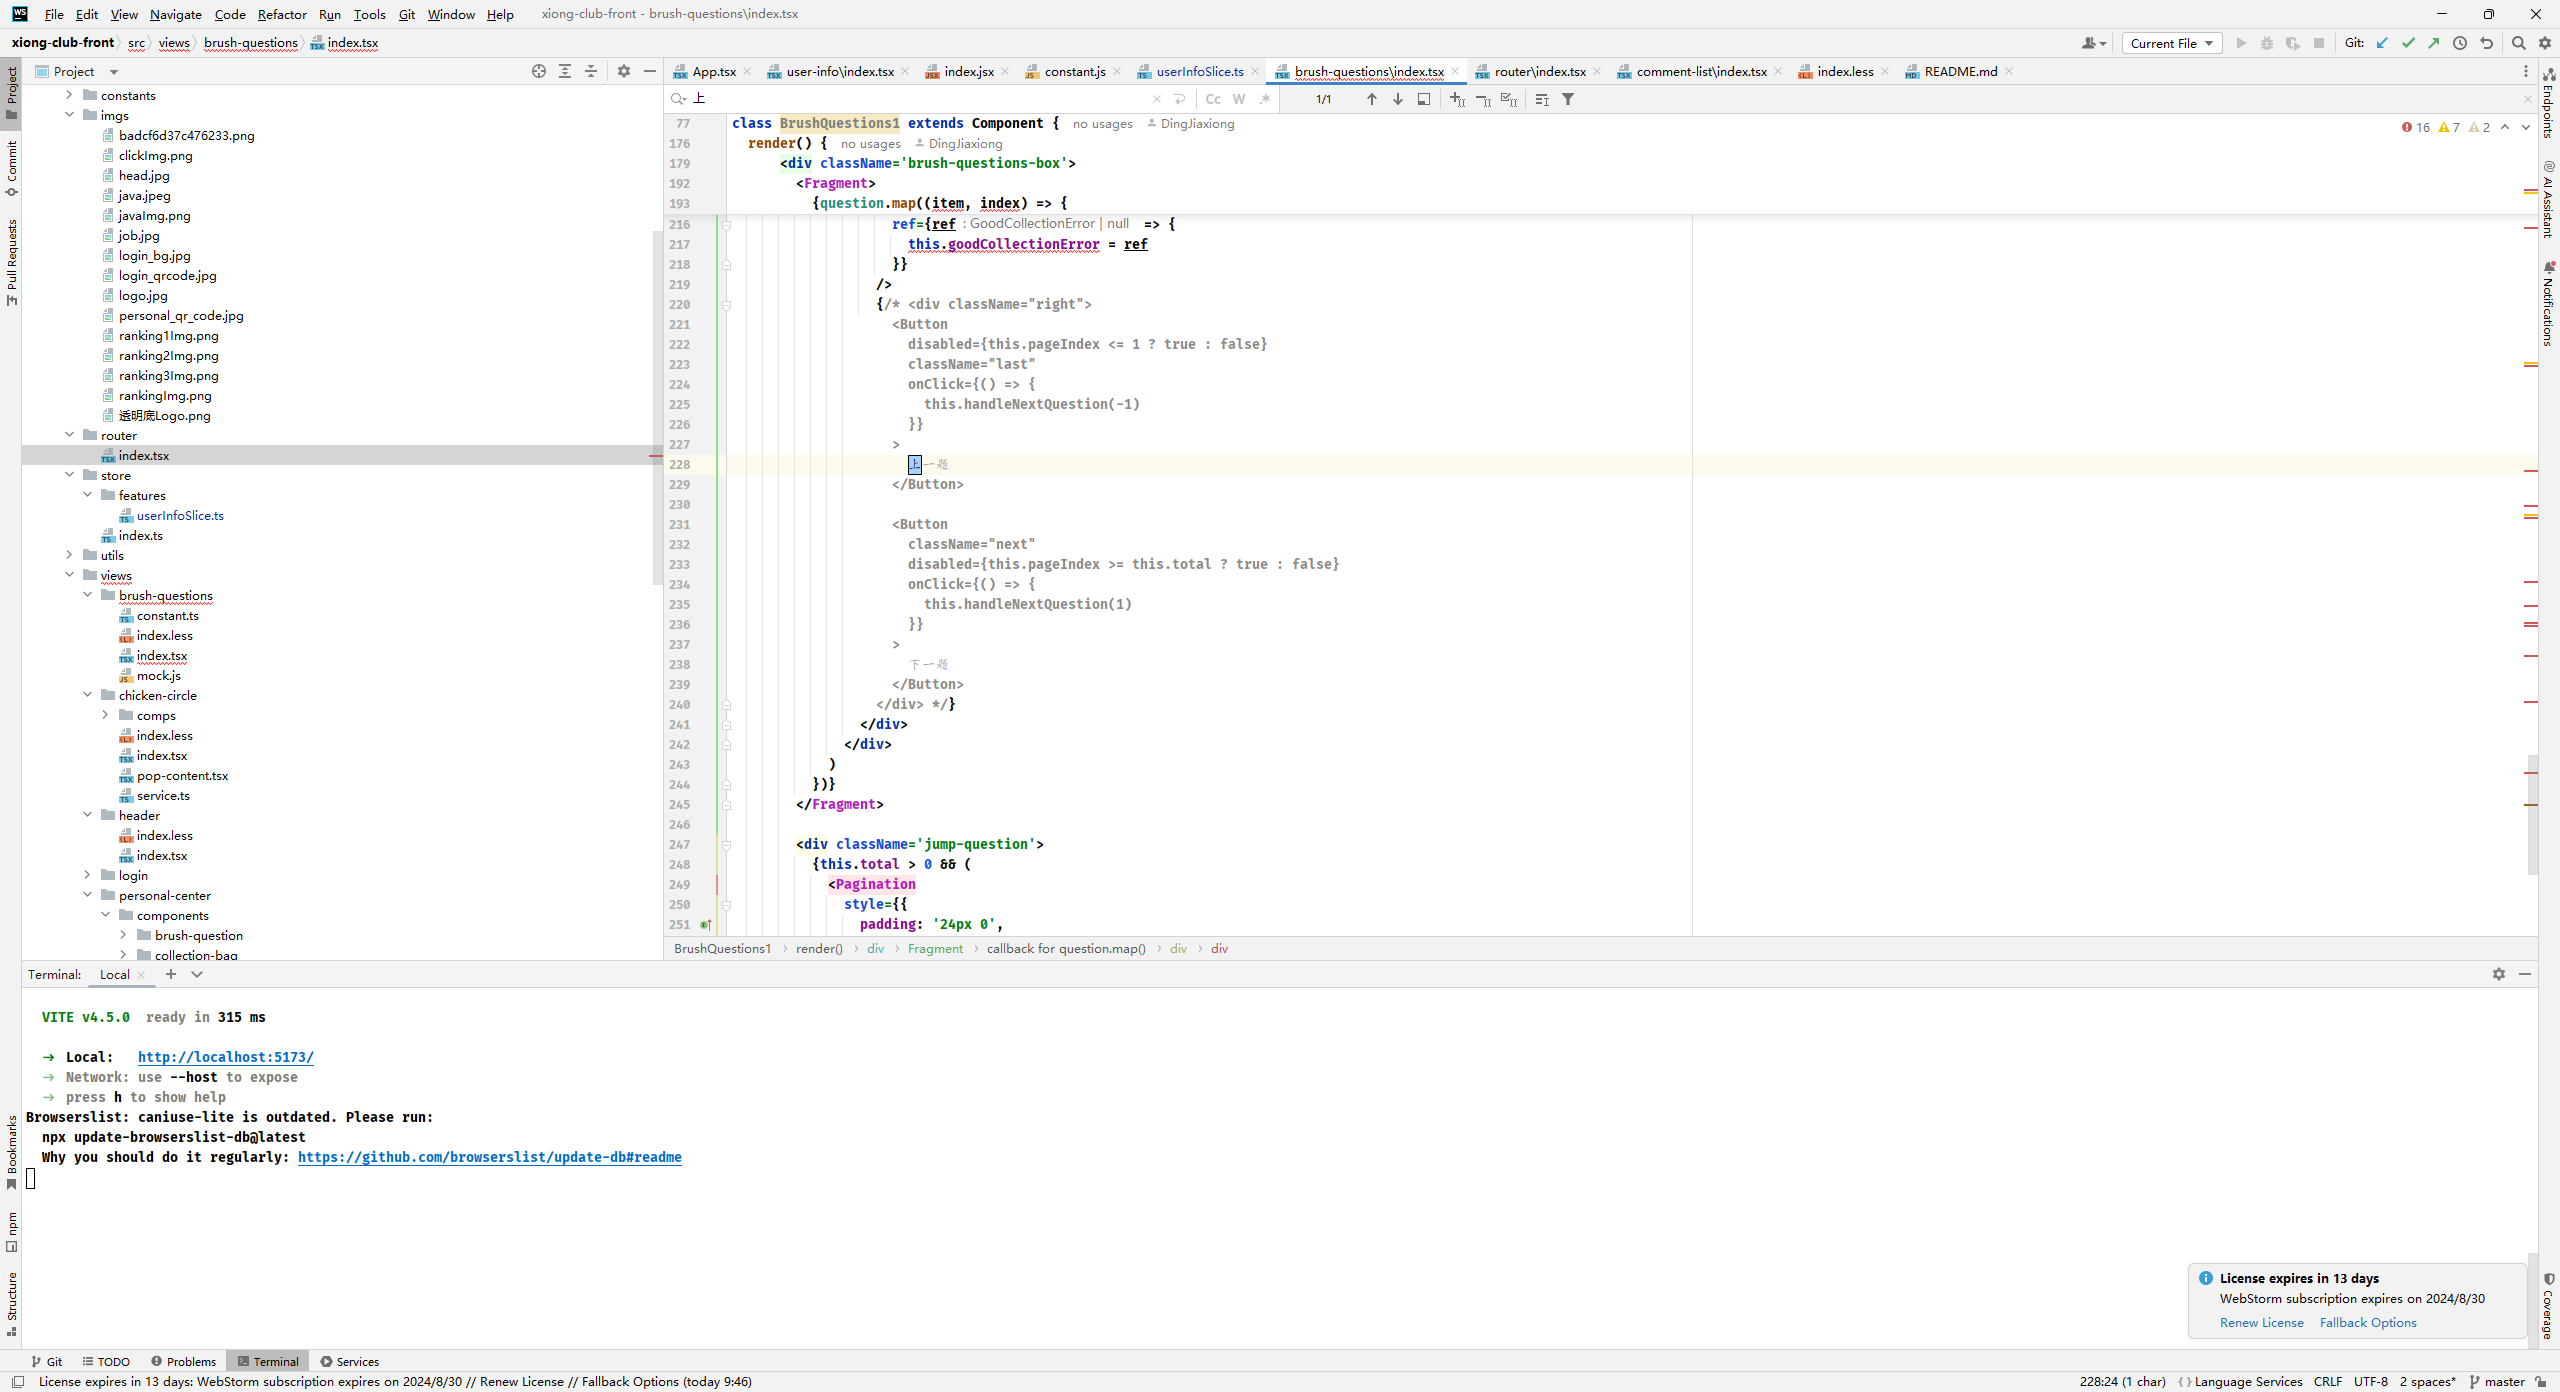 File Edit View Navigate Code Refactor Run Tools Git Window Help xiong-club-front - brush-questions\index.tsx
xiong-club-front src views brush-questions index.tsx
Current File Git:
Project
App.tsx user-info\index.tsx index.jsx constant.js userInfoSlice.ts brush-questions\index.tsx router\index.tsx comment-list\index.tsx index.less README.md
上 Cc W .* 1/1
Project
Commit
Pull Requests
constants
imgs
badcf6d37c476233.png
clickImg.png
head.jpg
java.jpeg
javaImg.png
job.jpg
login_bg.jpg
login_qrcode.jpg
logo.jpg
personal_qr_code.jpg
ranking1Img.png
ranking2Img.png
ranking3Img.png
rankingImg.png
透明底Logo.png
router
index.tsx
store
features
userInfoSlice.ts
index.ts
utils
views
brush-questions
constant.ts
index.less
index.tsx
mock.js
chicken-circle
comps
index.less
index.tsx
pop-content.tsx
service.ts
header
index.less
index.tsx
login
personal-center
components
brush-question
collection-bag
77 class BrushQuestions1 extends Component { no usages DingJiaxiong
16 7 2
176 render() { no usages DingJiaxiong
179 <div className='brush-questions-box'>
192 <Fragment>
193 {question.map((item, index) => {
216 ref={ref : GoodCollectionError | null => {
217 this.goodCollectionError = ref
218 }}
219 />
220 {/* <div className="right">
221 <Button
222 disabled={this.pageIndex <= 1 ? true : false}
223 className="last"
224 onClick={() => {
225 this.handleNextQuestion(-1)
226 }}
227 >
228 上一题
229 </Button>
230
231 <Button
232 className="next"
233 disabled={this.pageIndex >= this.total ? true : false}
234 onClick={() => {
235 this.handleNextQuestion(1)
236 }}
237 >
238 下一题
239 </Button>
240 </div> */}
241 </div>
242 </div>
243 )
244 })}
245 </Fragment>
246
247 <div className='jump-question'>
248 {this.total > 0 && (
249 <Pagination
250 style={{
251 padding: '24px 0',
BrushQuestions1 render() div Fragment callback for question.map() div div
Endpoints
AI Assistant
Notifications
Terminal: Local
VITE v4.5.0 ready in 315 ms
➜ Local: http://localhost:5173/
➜ Network: use --host to expose
➜ press h to show help
Browserslist: caniuse-lite is outdated. Please run:
npx update-browserslist-db@latest
Why you should do it regularly: https://github.com/browserslist/update-db#readme
Bookmarks
npm
Structure
License expires in 13 days
WebStorm subscription expires on 2024/8/30
Renew License Fallback Options
Coverage
Git TODO Problems Terminal Services
License expires in 13 days: WebStorm subscription expires on 2024/8/30 // Renew License // Fallback Options (today 9:46) 228:24 (1 char) { } Language Services CRLF UTF-8 2 spaces* master